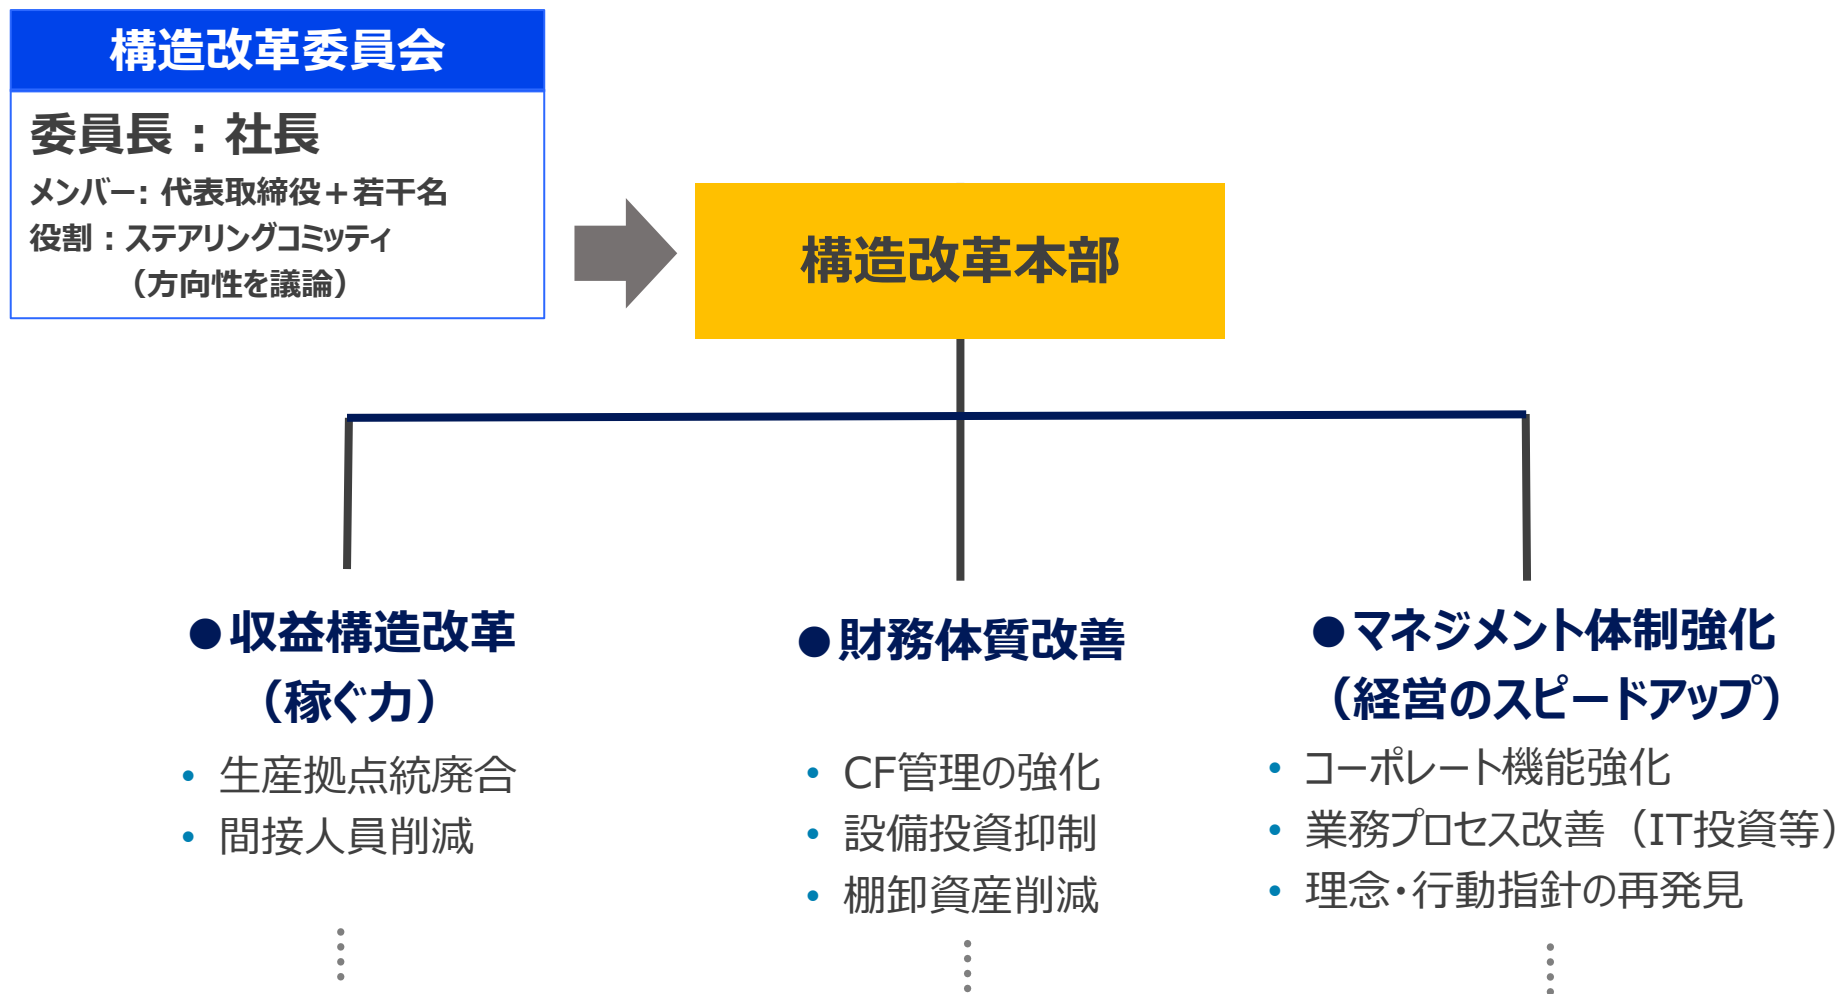 構造改革委員会
委員長:社長
メンバー: 代表取締役+若干名
役割:ステアリングコミッティ
(方向性を議論)
構造改革本部
●収益構造改革
(稼ぐ力)
• 生産拠点統廃合
• 間接人員削減
●財務体質改善
• CF管理の強化
• 設備投資抑制
• 棚卸資産削減
●マネジメント体制強化
(経営のスピードアップ)
• コーポレート機能強化
• 業務プロセス改善(IT投資等)
• 理念・行動指針の再発見